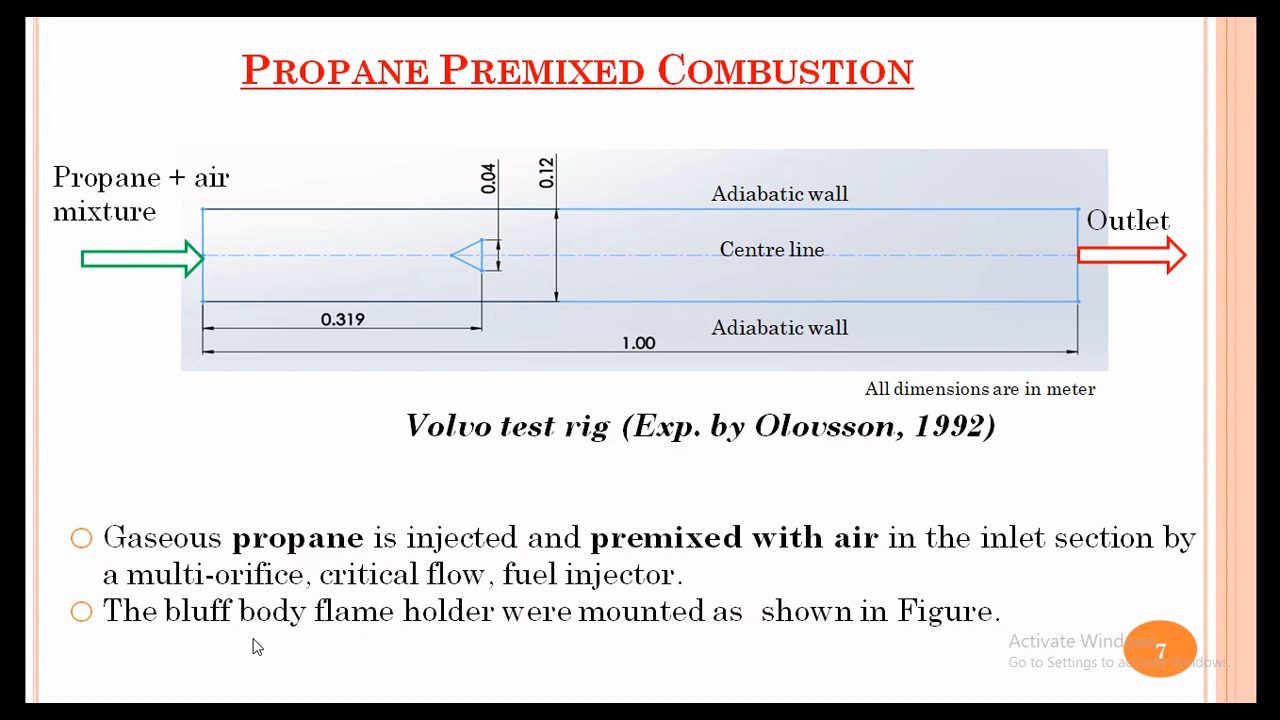 PROPANE PREMIXED COMBUSTION
Propane + air
mixture
0.04
0.12
Adiabatic wall
Outlet
Centre line
0.319
Adiabatic wall
1.00
All dimensions are in meter
Volvo test rig (Exp. by Olovsson, 1992)
Gaseous propane is injected and premixed with air in the inlet section by
a multi-orifice, critical flow, fuel injector.
The bluff body flame holder were mounted as shown in Figure.
Activate Windows
Go to Settings to activate Windows.
7